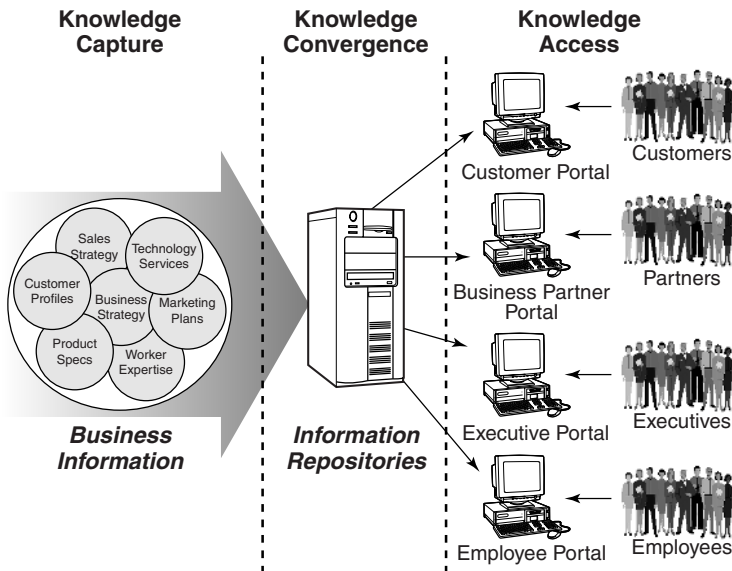 Knowledge
Capture
Knowledge
Convergence
Knowledge
Access
Sales
Strategy
Technology
Services
Customer
Profiles
Business
Strategy
Marketing
Plans
Product
Specs
Worker
Expertise
Business
Information
Information
Repositories
Customer Portal
Customers
Business Partner
Portal
Partners
Executive Portal
Executives
Employee Portal
Employees